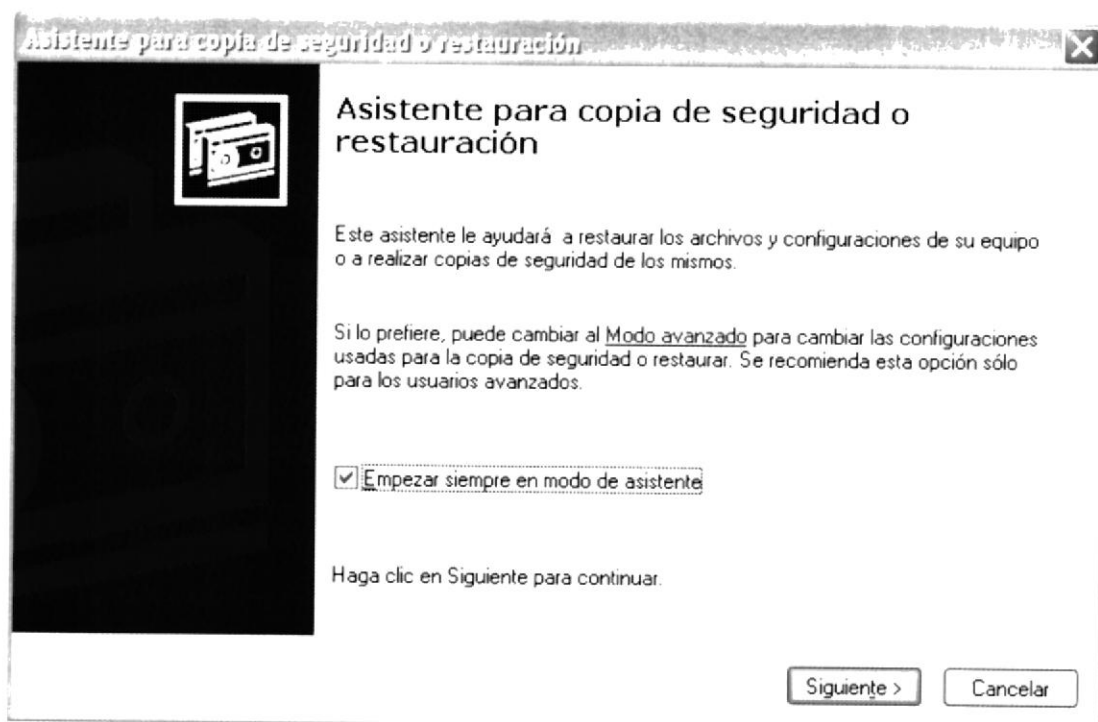 Asistente para copia de seguridad o restauración
Asistente para copia de seguridad o
restauración
Este asistente le ayudará a restaurar los archivos y configuraciones de su equipo
o a realizar copias de seguridad de los mismos.
Si lo prefiere, puede cambiar al Modo avanzado para cambiar las configuraciones
usadas para la copia de seguridad o restaurar. Se recomienda esta opción sólo
para los usuarios avanzados.
Empezar siempre en modo de asistente
Haga clic en Siguiente para continuar.
Siguiente >
Cancelar